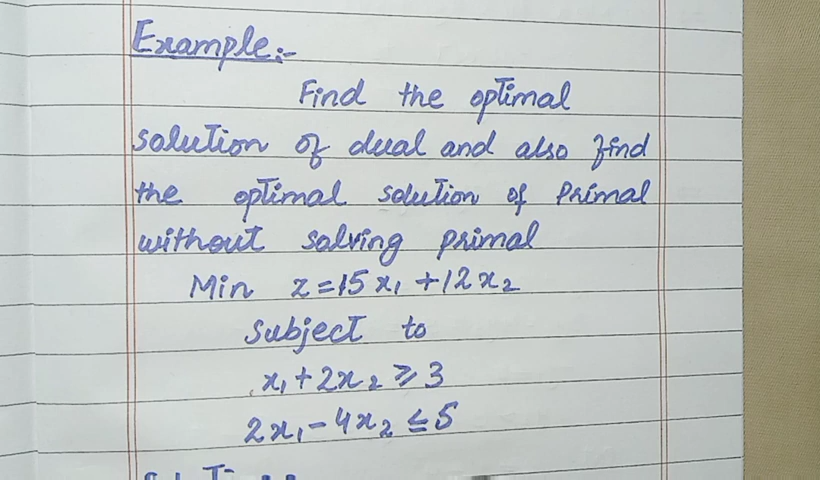 Example:-
Find the optimal
solution of dual and also find
the optimal solution of Primal
without solving primal
Min z=15x₁+12x₂
Subject to
x₁+2x₂≥3
2x₁-4x₂≤5